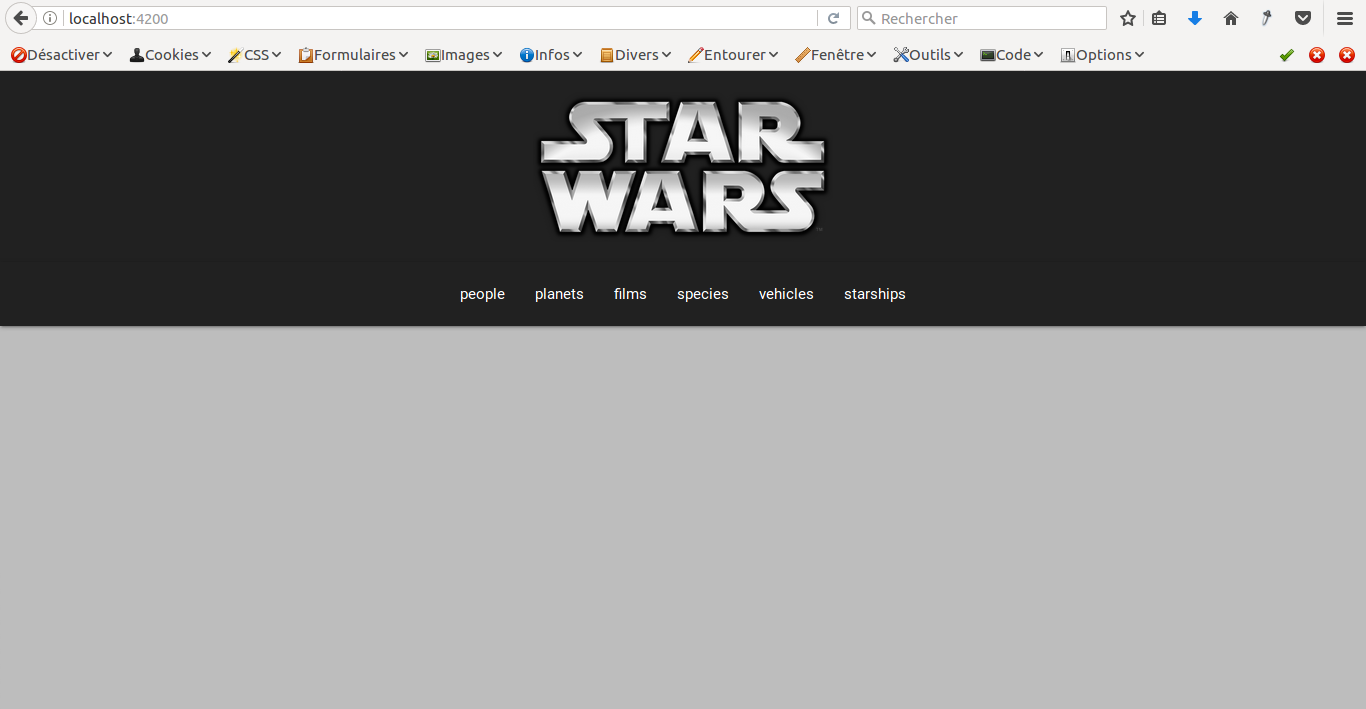 localhost:4200
Rechercher
Désactiver Cookies CSS Formulaires Images Infos Divers Entourer Fenêtre Outils Code Options
STAR
WARS
people planets films species vehicles starships